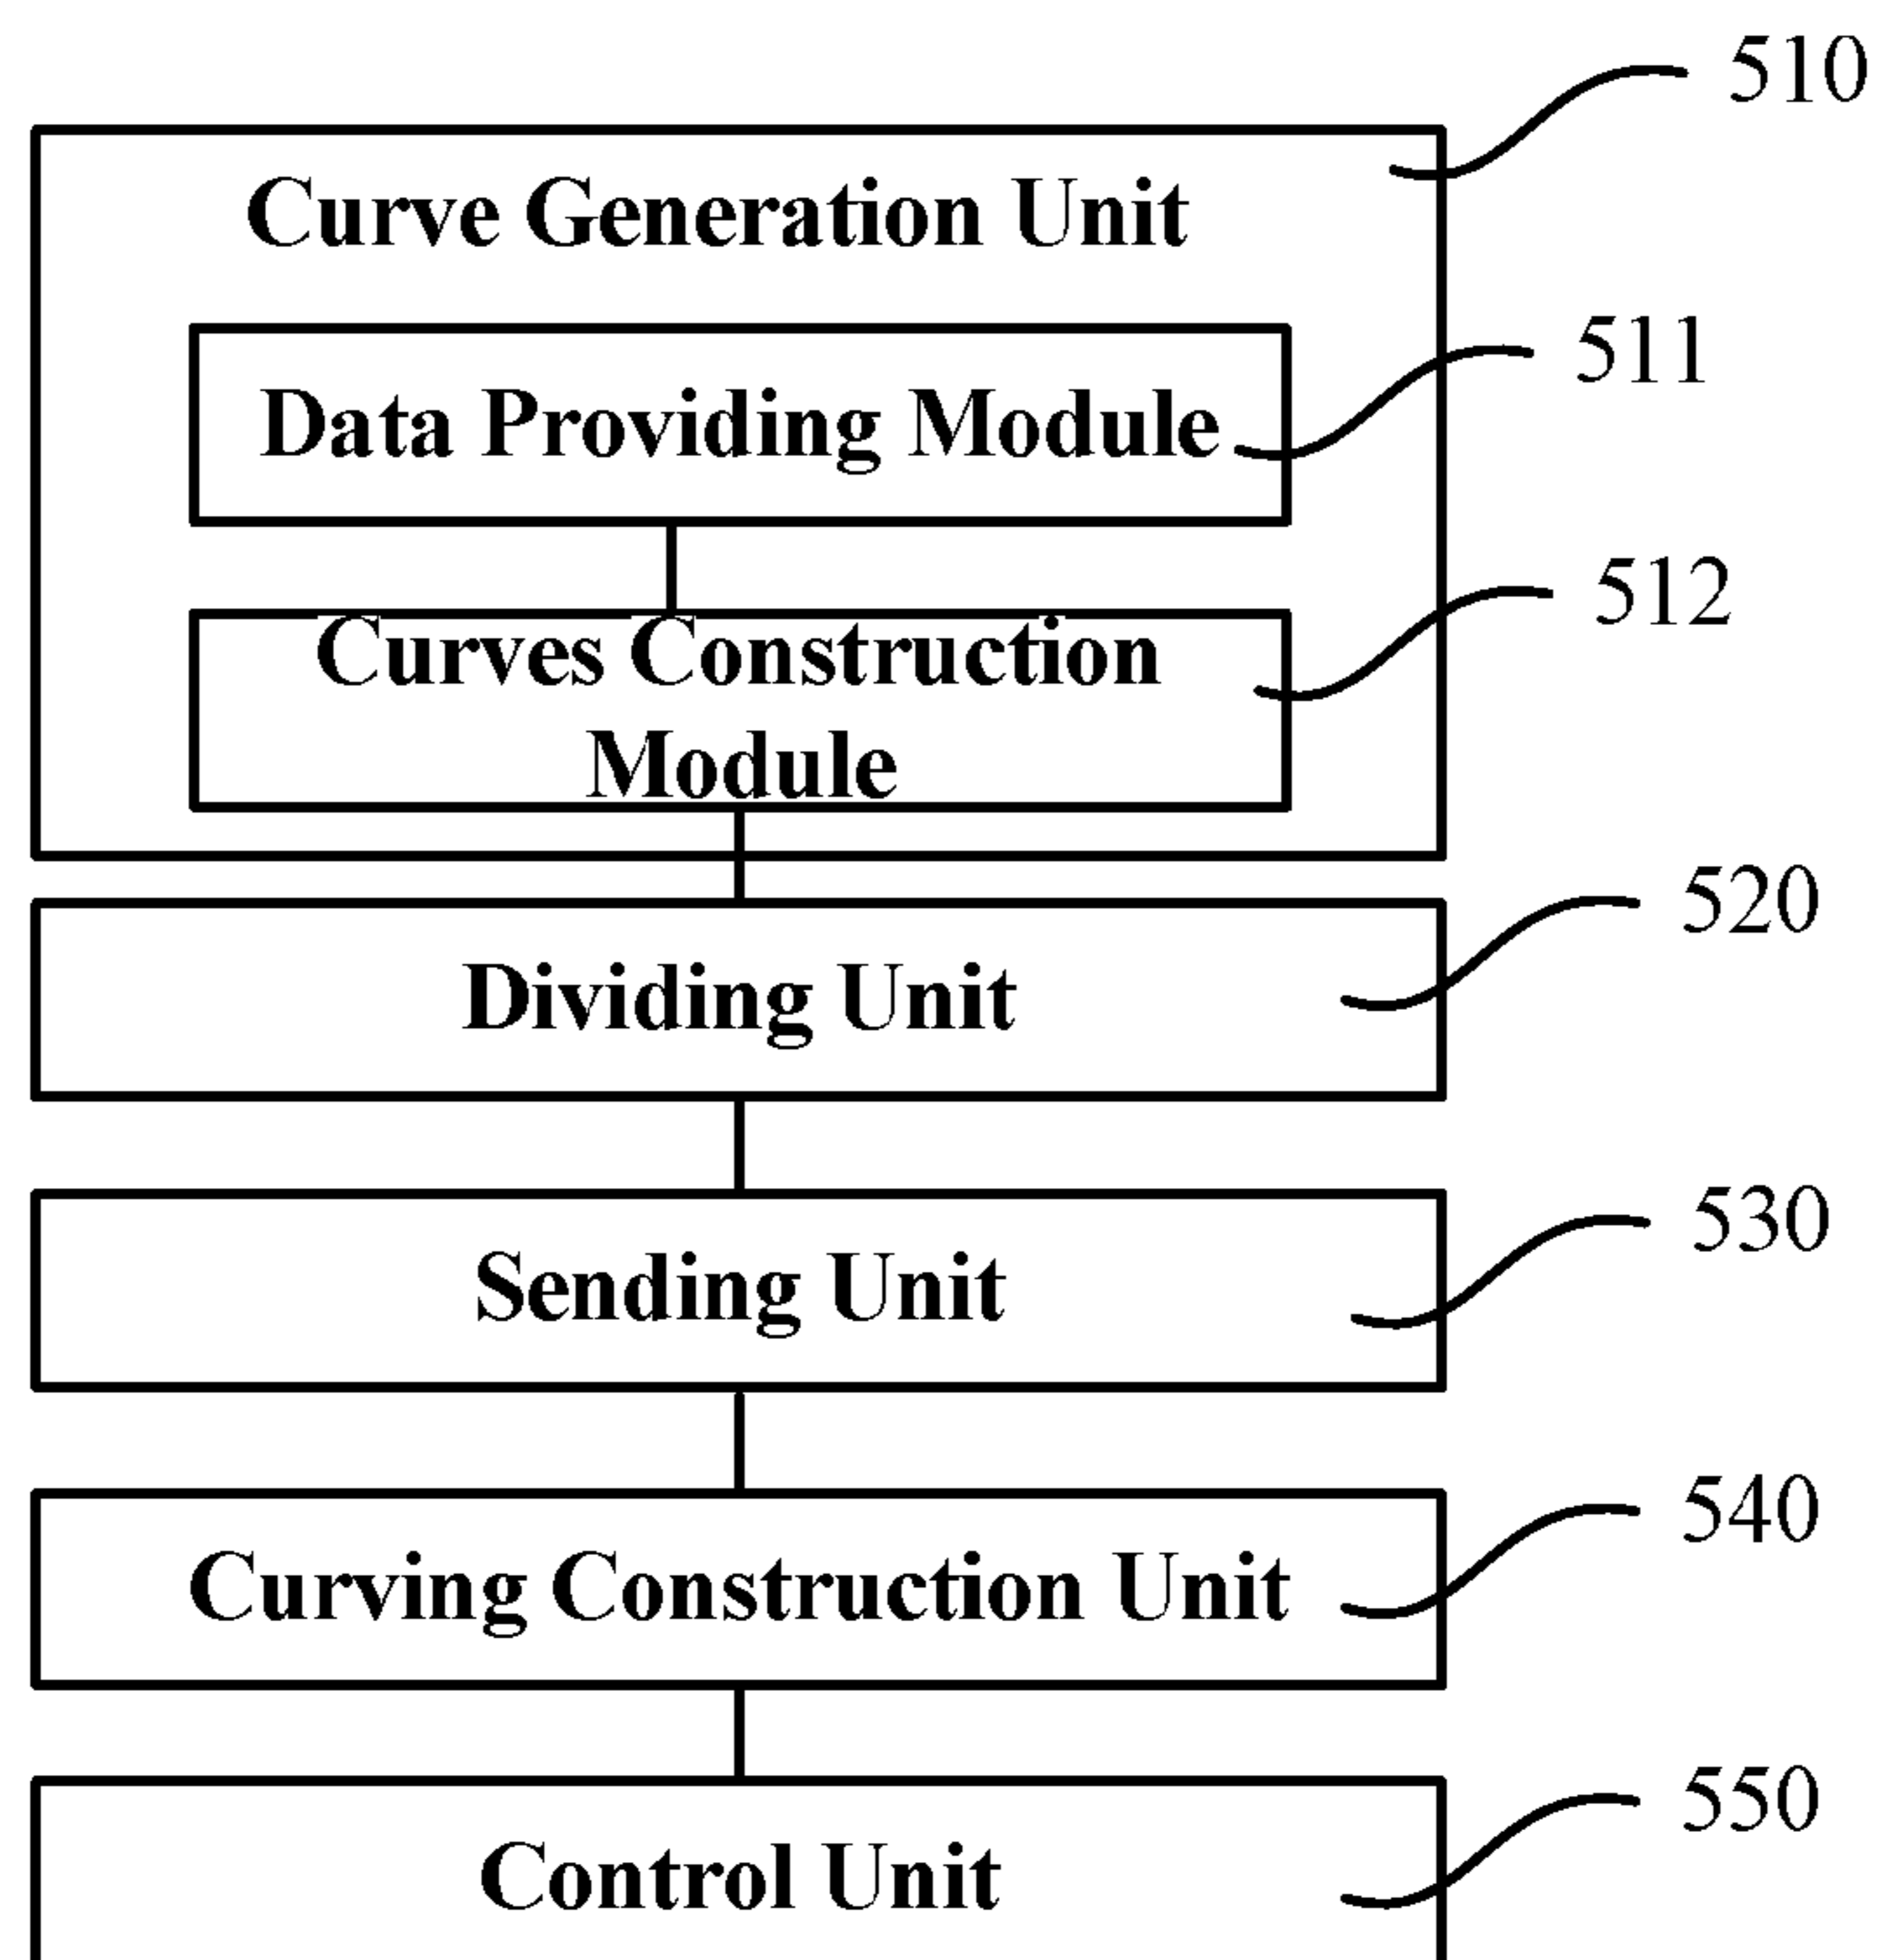 510
Curve Generation Unit
511
Data Providing Module
512
Curves Construction
Module
520
Dividing Unit
530
Sending Unit
540
Curving Construction Unit
550
Control Unit